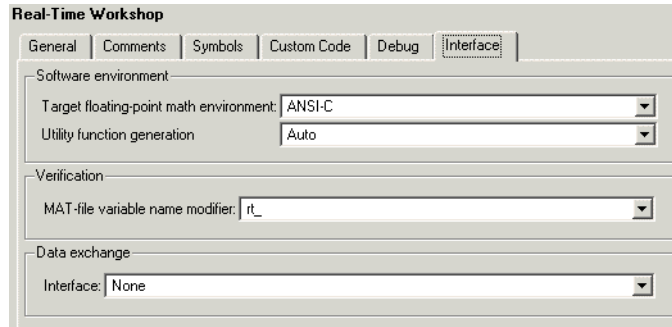 Real-Time Workshop
General Comments Symbols Custom Code Debug Interface
Software environment
Target floating-point math environment: ANSI-C
Utility function generation Auto
Verification
MAT-file variable name modifier: rt_
Data exchange
Interface: None